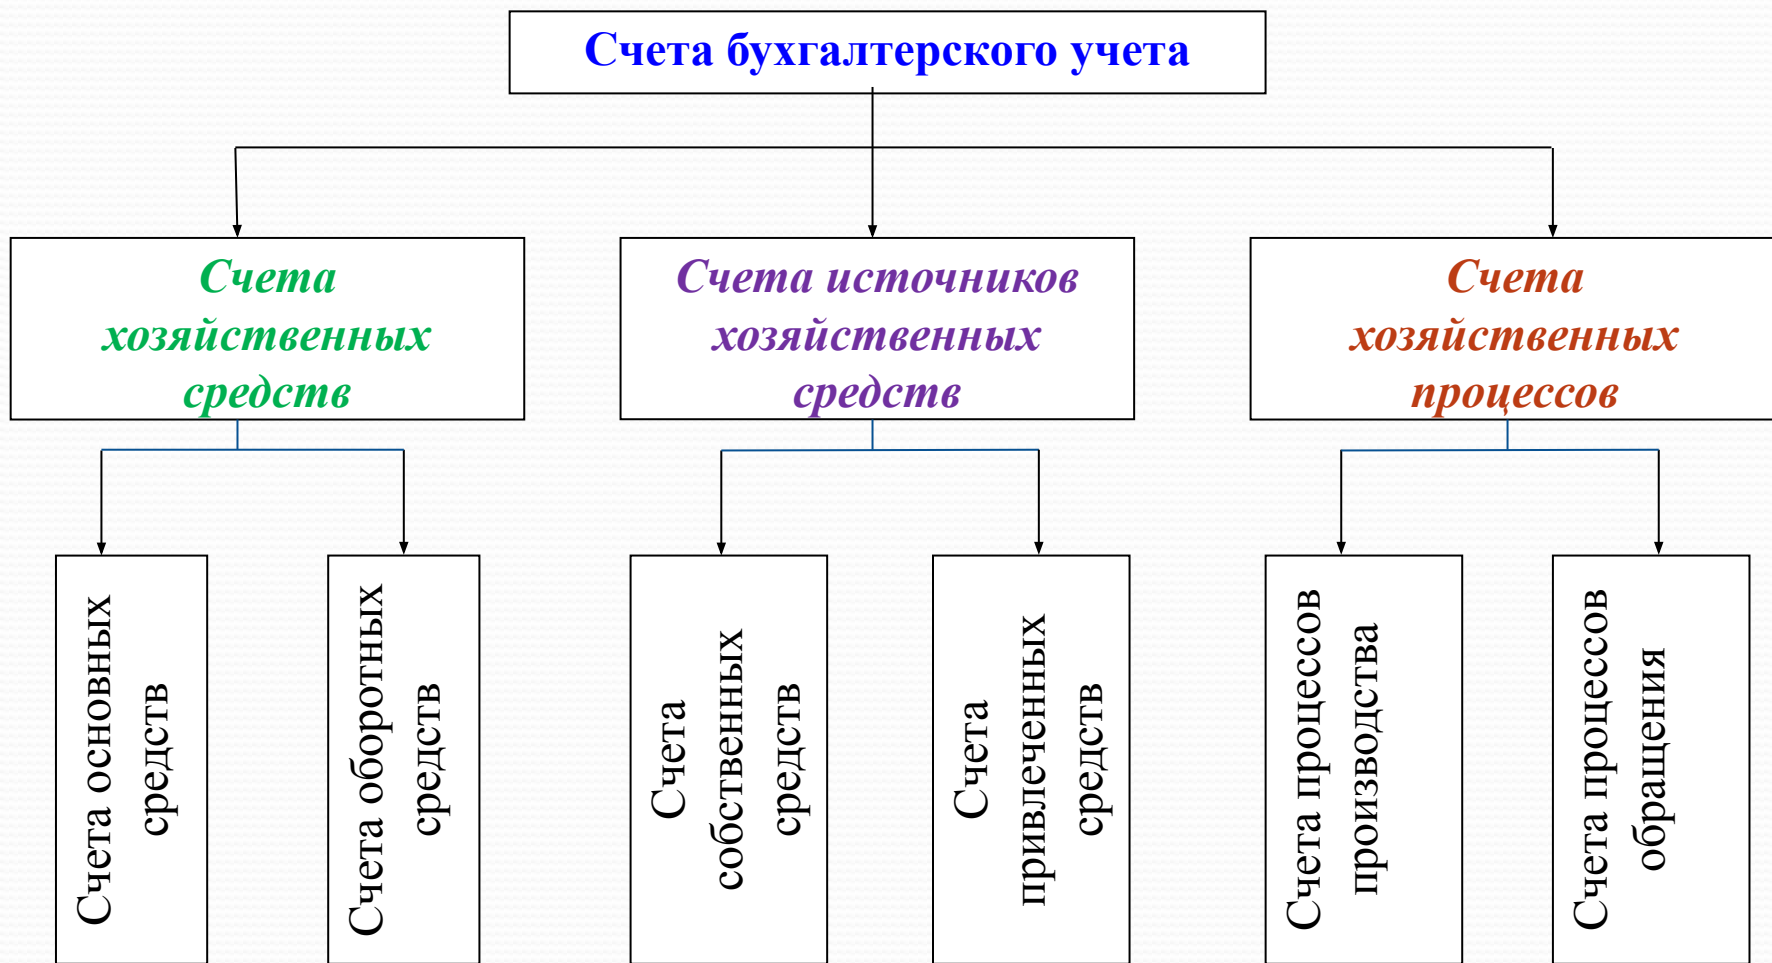 Счета бухгалтерского учета
Счета
хозяйственных
средств
Счета источников
хозяйственных
средств
Счета
хозяйственных
процессов
Счета основных
средств
Счета оборотных
средств
Счета
собственных
средств
Счета
привлеченных
средств
Счета процессов
производства
Счета процессов
обращения